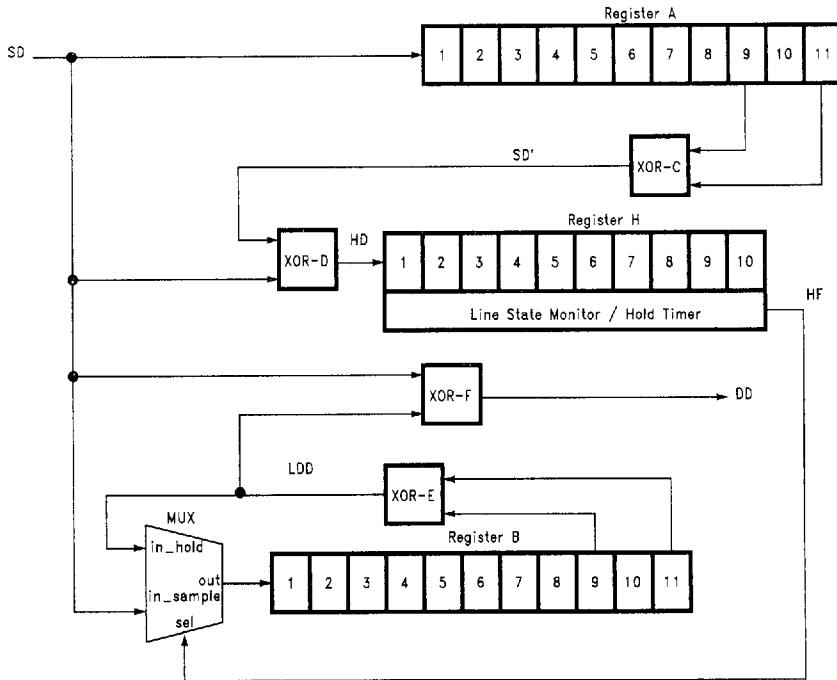 Register A
SD
1 2 3 4 5 6 7 8 9 10 11
SD'
XOR-C
Register H
XOR-D
HD
1 2 3 4 5 6 7 8 9 10
Line State Monitor / Hold Timer
HF
XOR-F
DD
LDD
XOR-E
MUX
Register B
in_hold
out
in_sample
sel
1 2 3 4 5 6 7 8 9 10 11